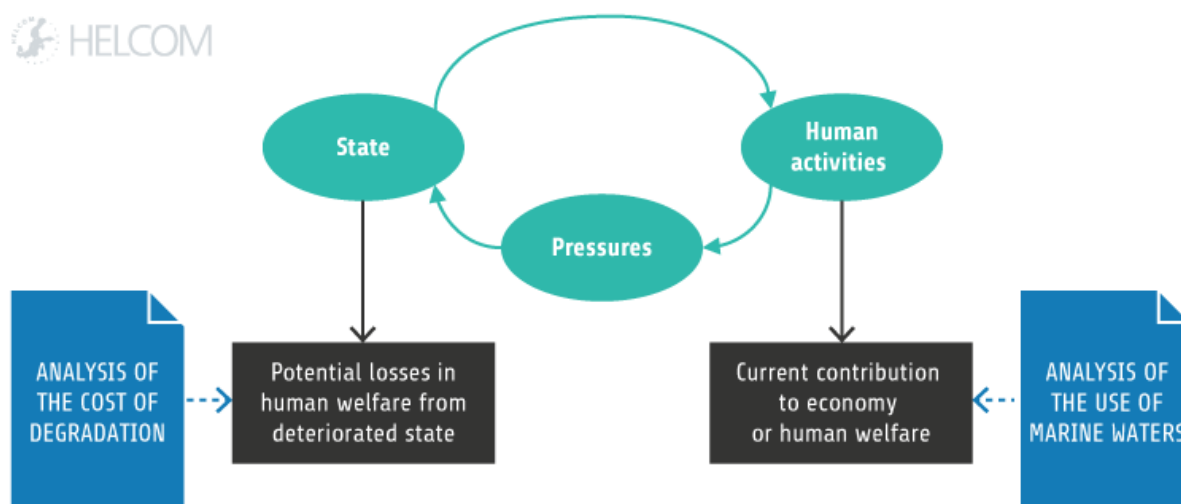 HELCOM
State
Human
activities
Pressures
ANALYSIS OF
THE COST OF
DEGRADATION
Potential losses in
human welfare from
deteriorated state
Current contribution
to economy
or human welfare
ANALYSIS OF
THE USE OF
MARINE WATERS